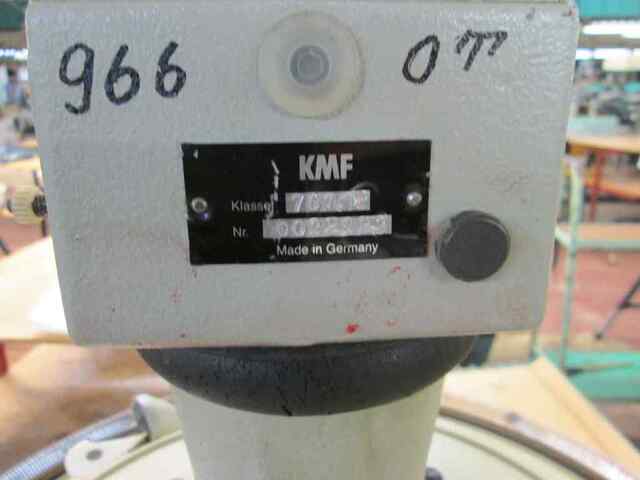 966 OT
KMF
Klasse
Nr.
Made in Germany